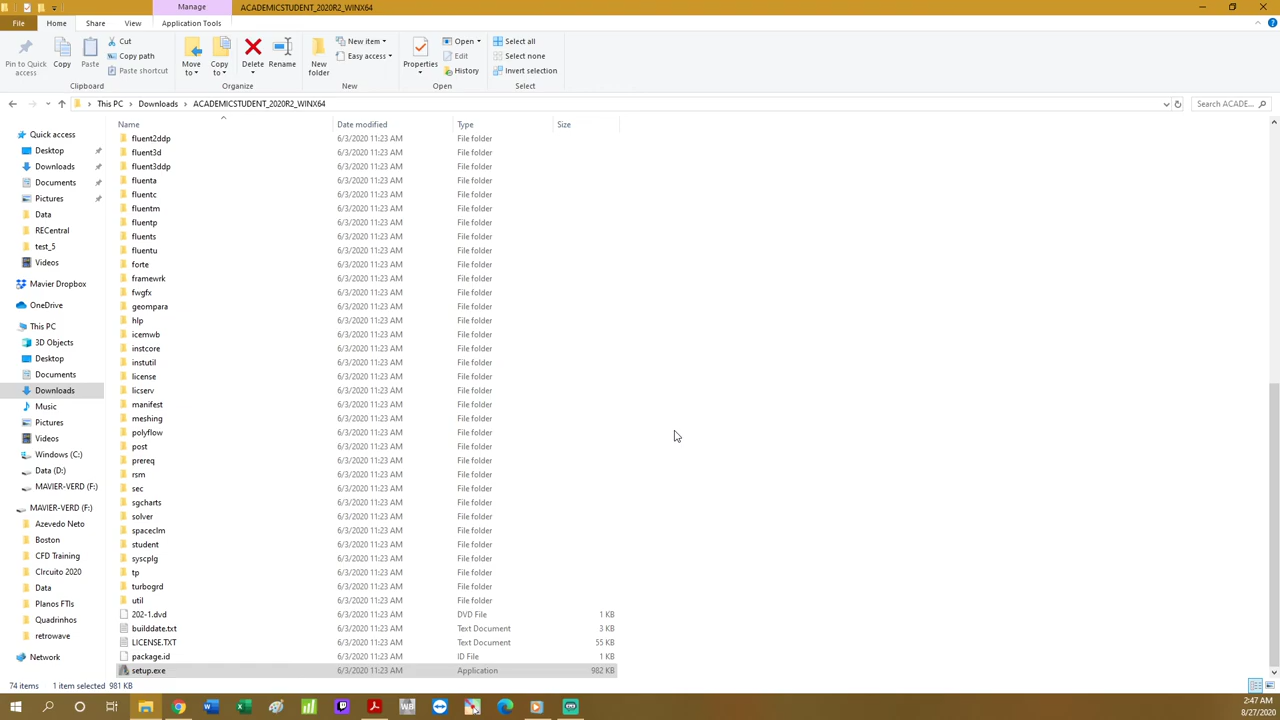 Manage
ACADEMICSTUDENT_2020R2_WINX64
File
Home
Share
View
Application Tools
Pin to Quick access
Copy
Paste
Cut
Copy path
Paste shortcut
Clipboard
Move to
Copy to
Delete
Rename
Organize
New folder
New item
Easy access
New
Properties
Open
Edit
History
Open
Select all
Select none
Invert selection
Select
This PC > Downloads > ACADEMICSTUDENT_2020R2_WINX64
Search ACADE...
Quick access
Desktop
Downloads
Documents
Pictures
Data
RECentral
test_5
Videos
Mavier Dropbox
OneDrive
This PC
3D Objects
Desktop
Documents
Downloads
Music
Pictures
Videos
Windows (C:)
Data (D:)
MAVIER-VERD (F:)
MAVIER-VERD (F:)
Azevedo Neto
Boston
CFD Training
CIrcuito 2020
Data
Planos FTIs
Quadrinhos
retrowave
Network
Name Date modified Type Size
fluent2ddp 6/3/2020 11:23 AM File folder
fluent3d 6/3/2020 11:23 AM File folder
fluent3ddp 6/3/2020 11:23 AM File folder
fluenta 6/3/2020 11:23 AM File folder
fluentc 6/3/2020 11:23 AM File folder
fluentm 6/3/2020 11:23 AM File folder
fluentp 6/3/2020 11:23 AM File folder
fluents 6/3/2020 11:23 AM File folder
fluentu 6/3/2020 11:23 AM File folder
forte 6/3/2020 11:23 AM File folder
framewrk 6/3/2020 11:23 AM File folder
fwgfx 6/3/2020 11:23 AM File folder
geompara 6/3/2020 11:23 AM File folder
hlp 6/3/2020 11:23 AM File folder
icemwb 6/3/2020 11:23 AM File folder
instcore 6/3/2020 11:23 AM File folder
instutil 6/3/2020 11:23 AM File folder
license 6/3/2020 11:23 AM File folder
licserv 6/3/2020 11:23 AM File folder
manifest 6/3/2020 11:23 AM File folder
meshing 6/3/2020 11:23 AM File folder
polyflow 6/3/2020 11:23 AM File folder
post 6/3/2020 11:23 AM File folder
prereq 6/3/2020 11:23 AM File folder
rsm 6/3/2020 11:23 AM File folder
sec 6/3/2020 11:23 AM File folder
sgcharts 6/3/2020 11:23 AM File folder
solver 6/3/2020 11:23 AM File folder
spaceclm 6/3/2020 11:23 AM File folder
student 6/3/2020 11:23 AM File folder
syscplg 6/3/2020 11:23 AM File folder
tp 6/3/2020 11:23 AM File folder
turbogrd 6/3/2020 11:23 AM File folder
util 6/3/2020 11:23 AM File folder
202-1.dvd 6/3/2020 11:23 AM DVD File 1 KB
builddate.txt 6/3/2020 11:23 AM Text Document 3 KB
LICENSE.TXT 6/3/2020 11:23 AM Text Document 55 KB
package.id 6/3/2020 11:23 AM ID File 1 KB
setup.exe 6/3/2020 11:23 AM Application 982 KB
74 items 1 item selected 981 KB
2:47 AM
8/27/2020